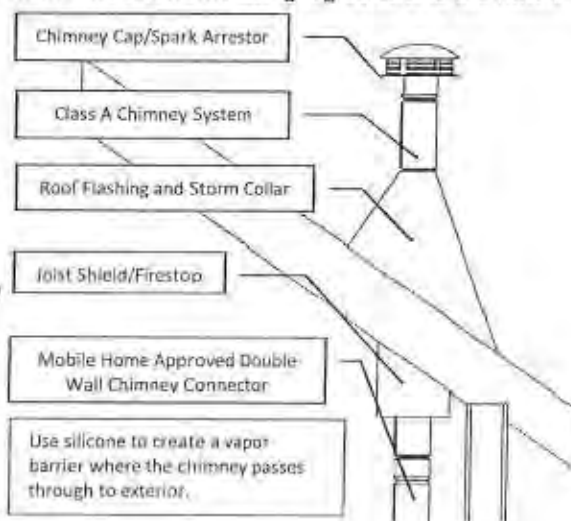 Chimney Cap/Spark Arrestor
Class A Chimney System
Roof Flashing and Storm Collar
Joist Shield/Firestop
Mobile Home Approved Double
Wall Chimney Connector
Use silicone to create a vapor
barrier where the chimney passes
through to exterior.